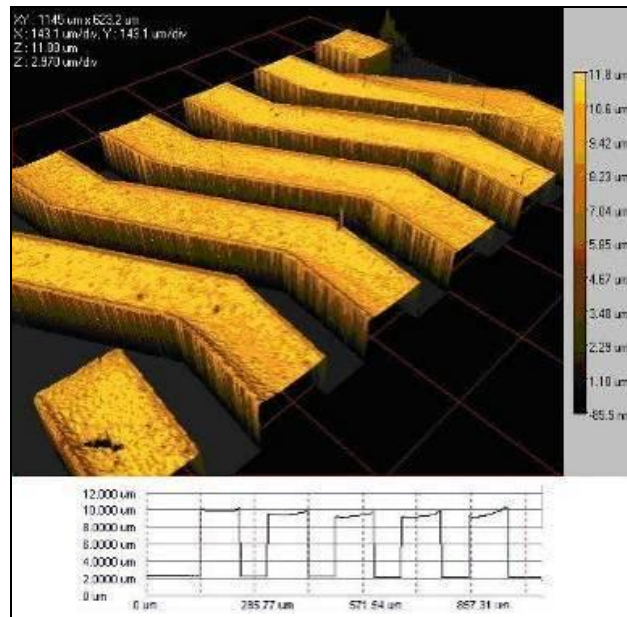 XY : 1145 um x 623.2 um
X : 143.1 um/div, Y : 143.1 um/div
Z : 11.88 um
Z : 2.970 um/div
11.8 um
10.6 um
9.42 um
8.23 um
7.04 um
5.85 um
4.67 um
3.48 um
2.29 um
1.10 um
-85.5 nm
12.000 um
10.000 um
8.0000 um
6.0000 um
4.0000 um
2.0000 um
0 um
0 um 285.77 um 571.54 um 857.31 um